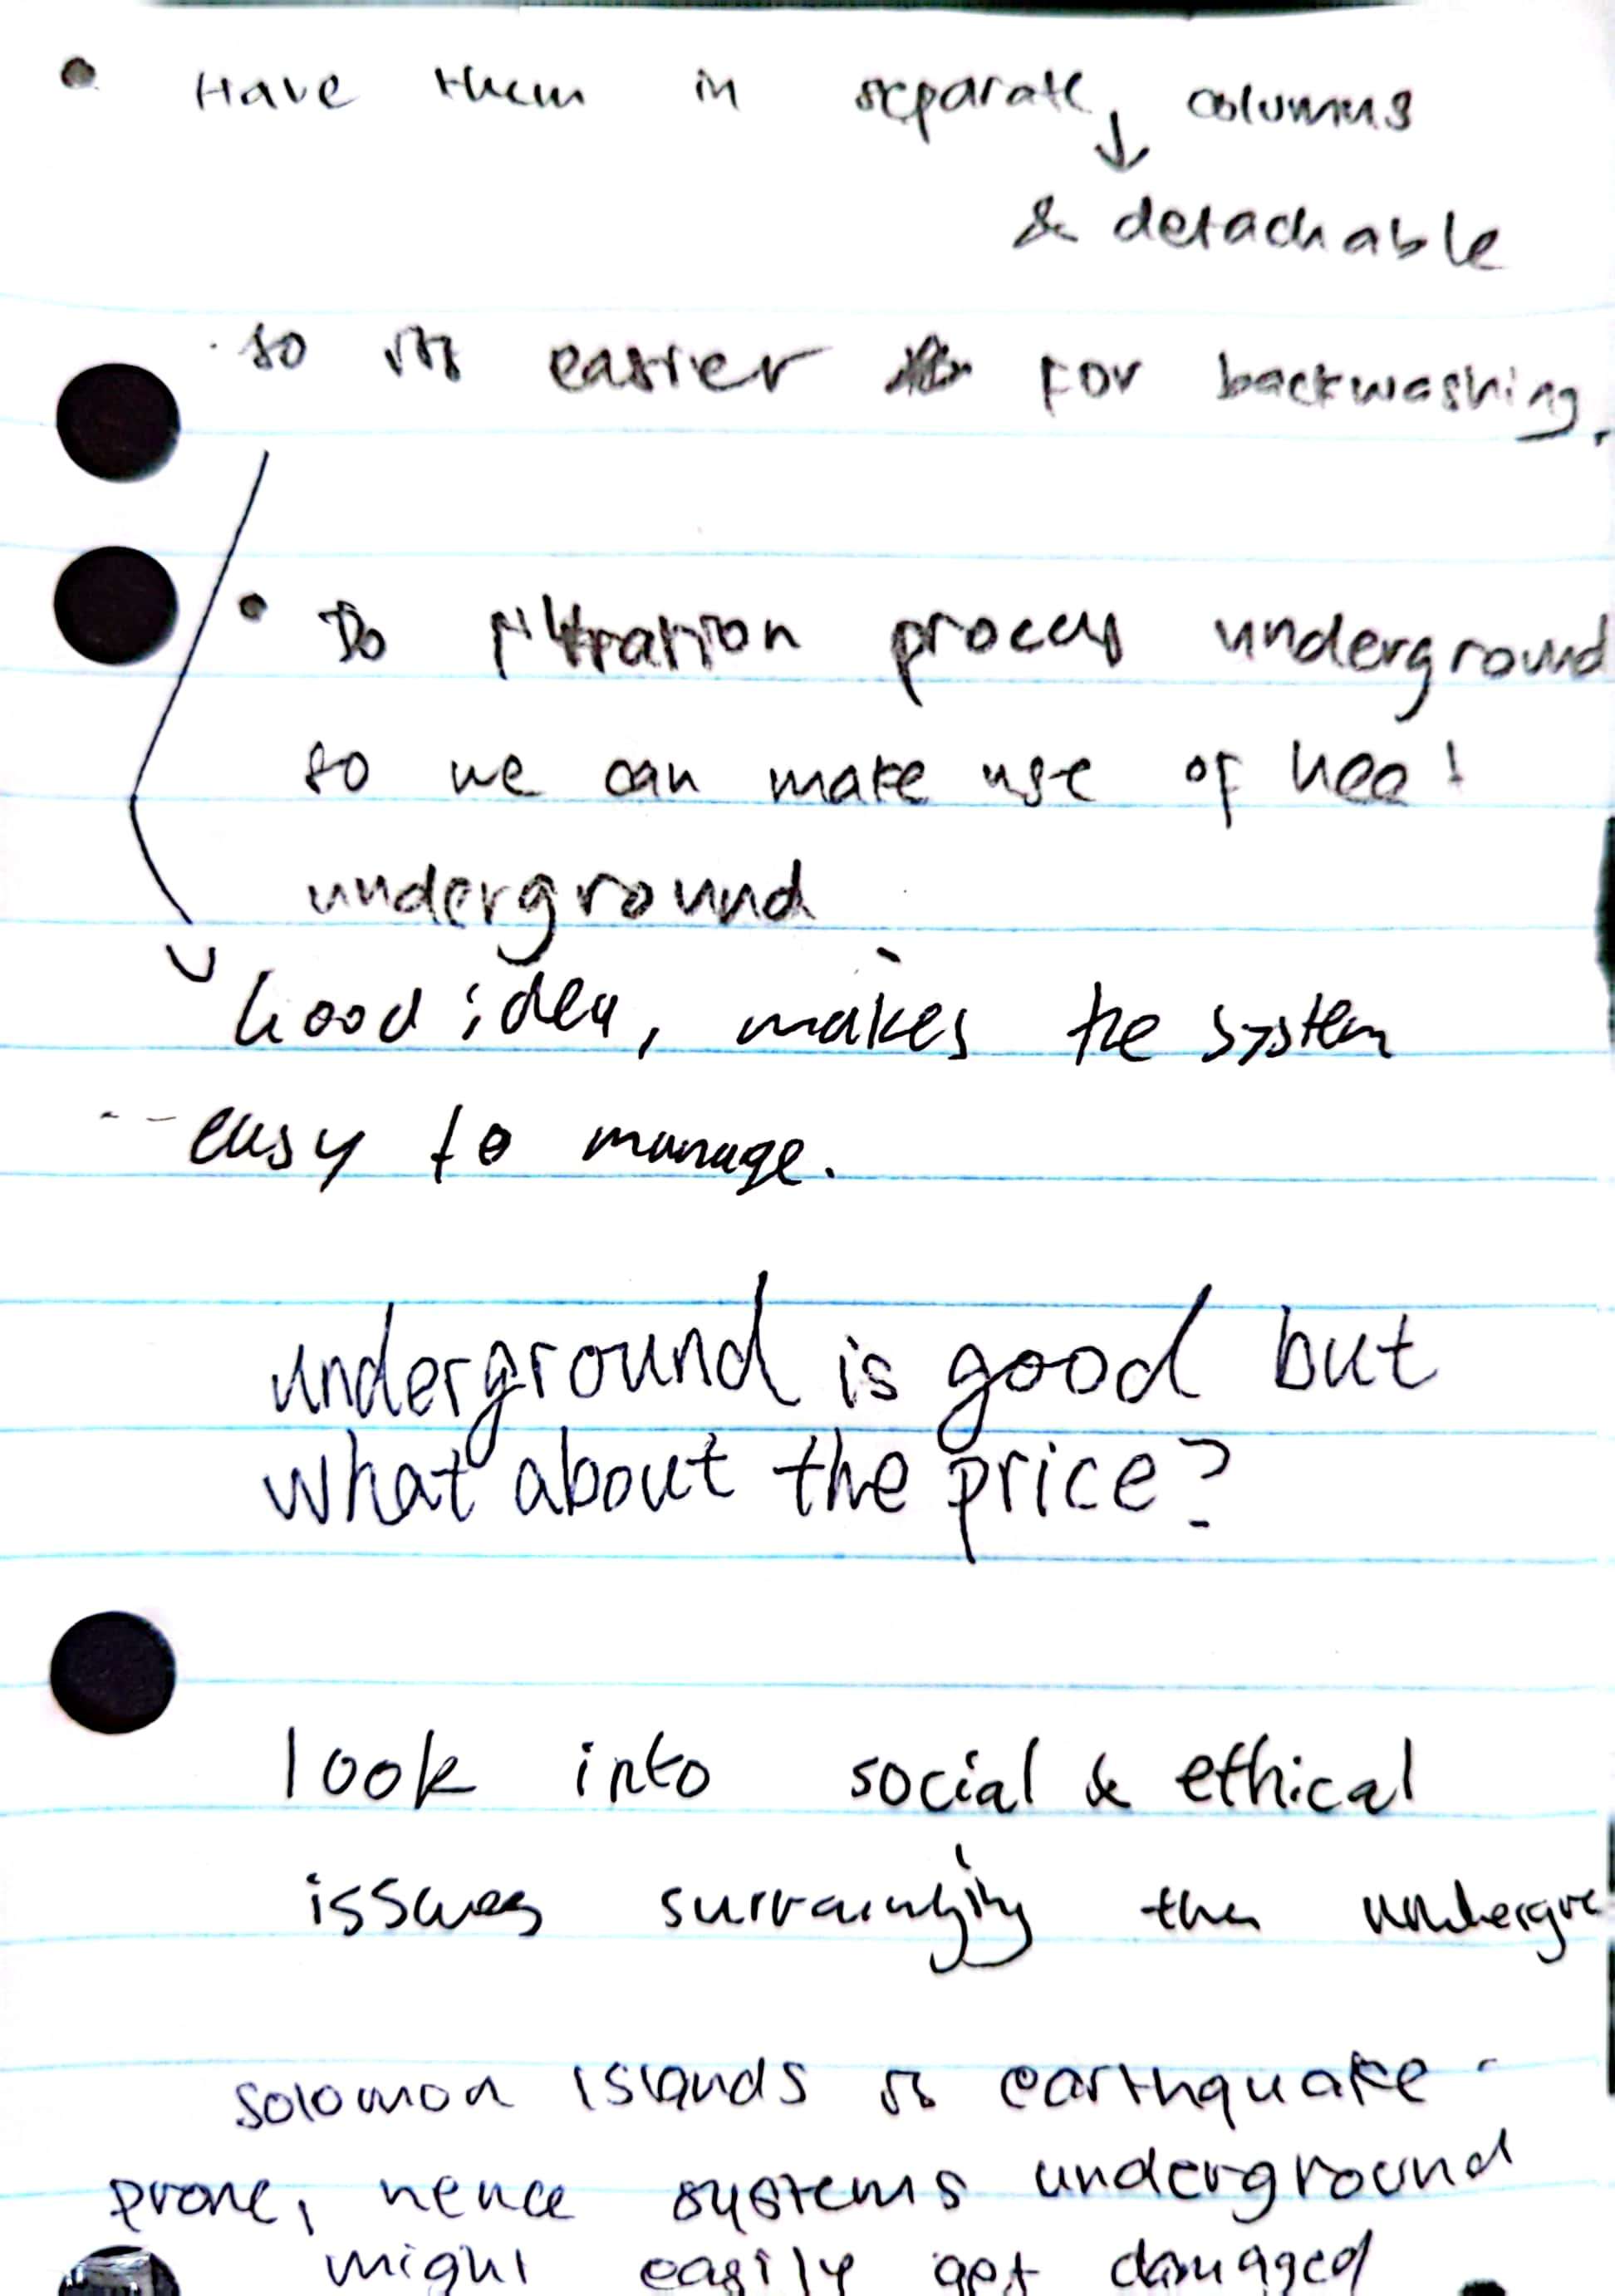 • Have them in separate columns
↓
& detachable
so its easier for backwashing.
• Do filtration process underground
so we can make use of heat
underground
Good idea, makes the system
easy to manage.
underground is good but
what about the price?
look into social & ethical
issues surrounding the
Solomon islands is earthquake-
prone, hence systems underground
might easily get damaged